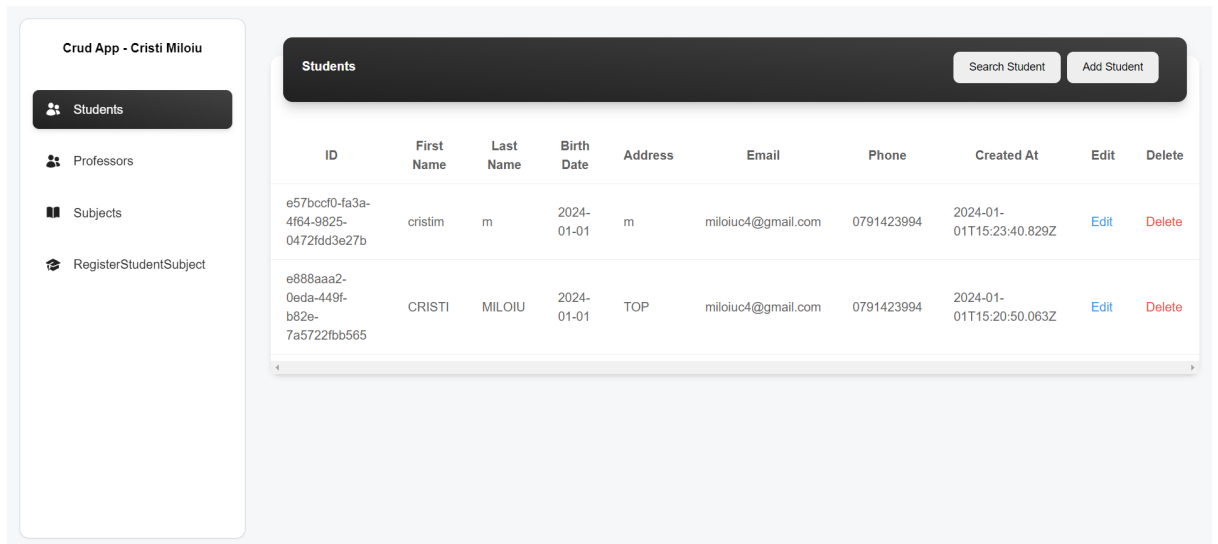 Crud App - Cristi Miloiu
Students
Professors
Subjects
RegisterStudentSubject
Students
Search Student
Add Student
ID
First
Name
Last
Name
Birth
Date
Address
Email
Phone
Created At
Edit
Delete
e57bccf0-fa3a-
4f64-9825-
0472fdd3e27b
cristim
m
2024-
01-01
m
miloiuc4@gmail.com
0791423994
2024-01-
01T15:23:40.829Z
Edit
Delete
e888aaa2-
0eda-449f-
b82e-
7a5722fbb565
CRISTI
MILOIU
2024-
01-01
TOP
miloiuc4@gmail.com
0791423994
2024-01-
01T15:20:50.063Z
Edit
Delete